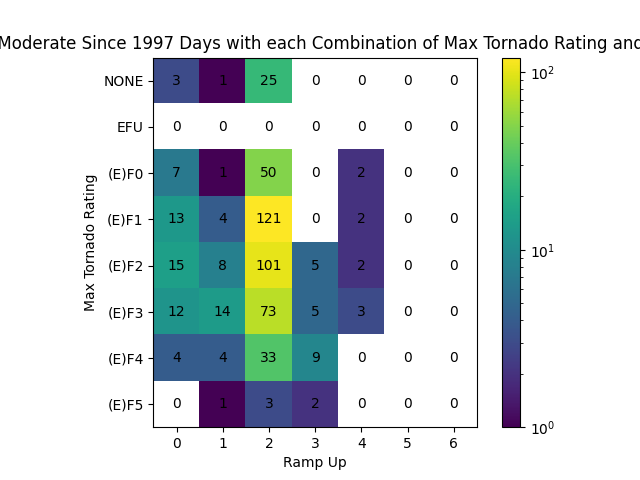 Moderate Since 1997 Days with each Combination of Max Tornado Rating and
NONE 3 1 25 0 0 0 0
EFU 0 0 0 0 0 0 0
(E)F0 7 1 50 0 2 0 0
(E)F1 13 4 121 0 2 0 0
(E)F2 15 8 101 5 2 0 0
(E)F3 12 14 73 5 3 0 0
(E)F4 4 4 33 9 0 0 0
(E)F5 0 1 3 2 0 0 0
0 1 2 3 4 5 6
Ramp Up
Max Tornado Rating
10²
10¹
10⁰